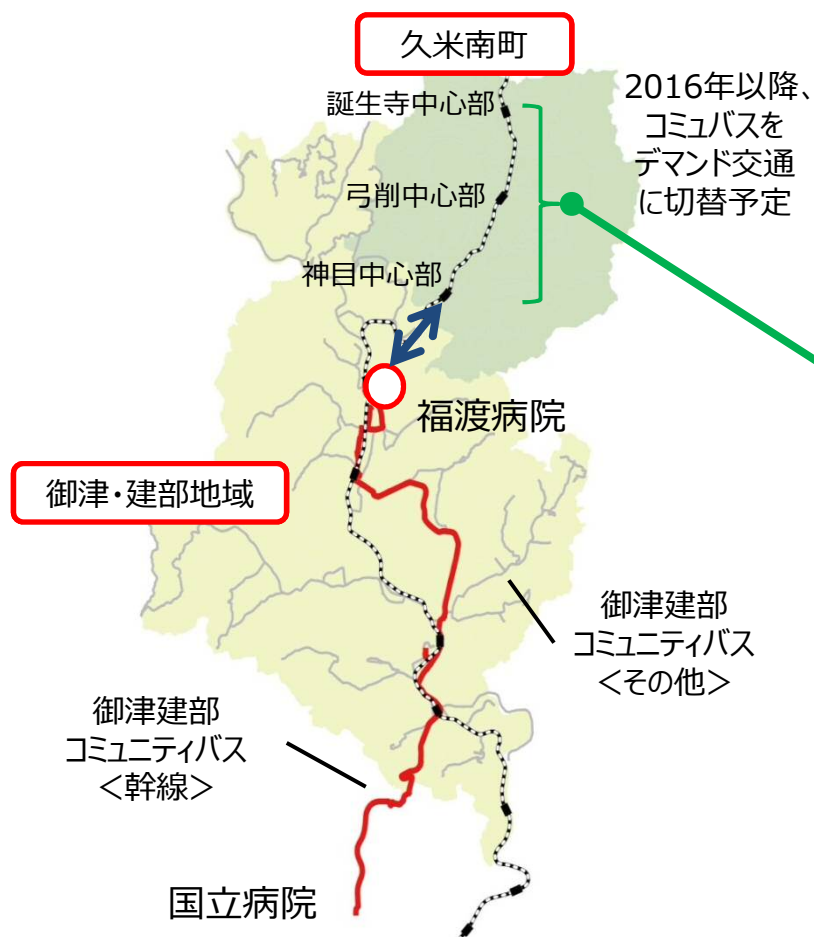 久米南町
誕生寺中心部
2016年以降、
コミュバスを
デマンド交通
に切替予定
弓削中心部
神目中心部
福渡病院
御津・建部地域
御津建部
コミュニティバス
＜その他＞
御津建部
コミュニティバス
＜幹線＞
国立病院